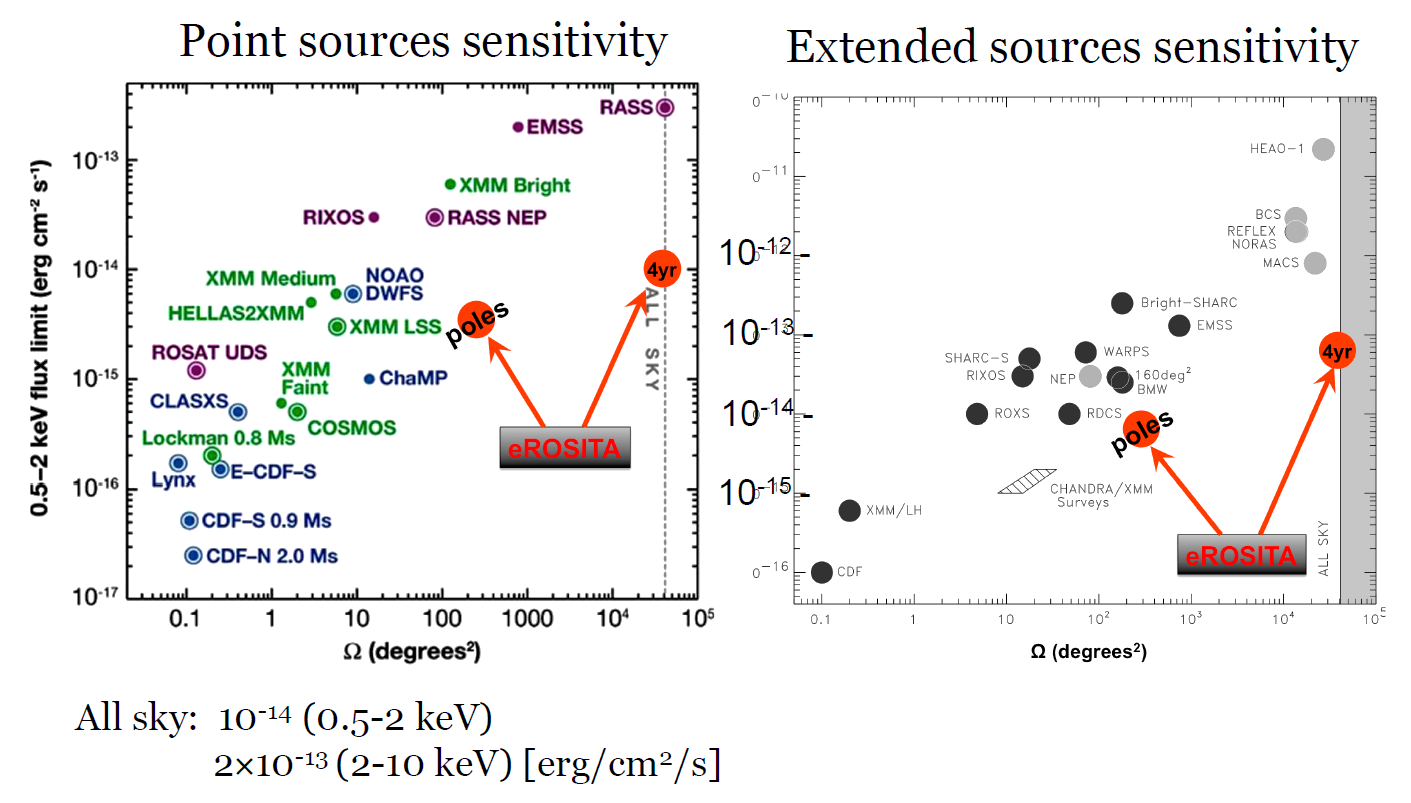 Point sources sensitivity
0.5–2 keV flux limit (erg cm⁻² s⁻¹)
10⁻¹³
10⁻¹⁴
10⁻¹⁵
10⁻¹⁶
10⁻¹⁷
RASS
EMSS
XMM Bright
RIXOS
RASS NEP
XMM Medium
NOAO
DWFS
HELLAS2XMM
XMM LSS
ROSAT UDS
XMM
Faint
ChaMP
CLASXS
COSMOS
Lockman 0.8 Ms
Lynx
E–CDF–S
CDF–S 0.9 Ms
CDF–N 2.0 Ms
4yr
poles
ALL SKY
eROSITA
0.1 1 10 100 1000 10⁴ 10⁵
Ω (degrees²)
Extended sources sensitivity
0⁻¹⁰
0⁻¹¹
10⁻¹² -
10⁻¹³ -
10⁻¹⁴ -
10⁻¹⁵ -
0⁻¹⁶
HEAO-1
BCS
REFLEX
NORAS
MACS
Bright-SHARC
EMSS
SHARC-S
WARPS
RIXOS
NEP
160deg²
BMW
ROXS
RDCS
CHANDRA/XMM
Surveys
XMM/LH
CDF
4yr
poles
ALL SKY
eROSITA
0.1 1 10 10² 10³ 10⁴ 10⁵
Ω (degrees²)
All sky: 10⁻¹⁴ (0.5-2 keV)
2×10⁻¹³ (2-10 keV) [erg/cm²/s]